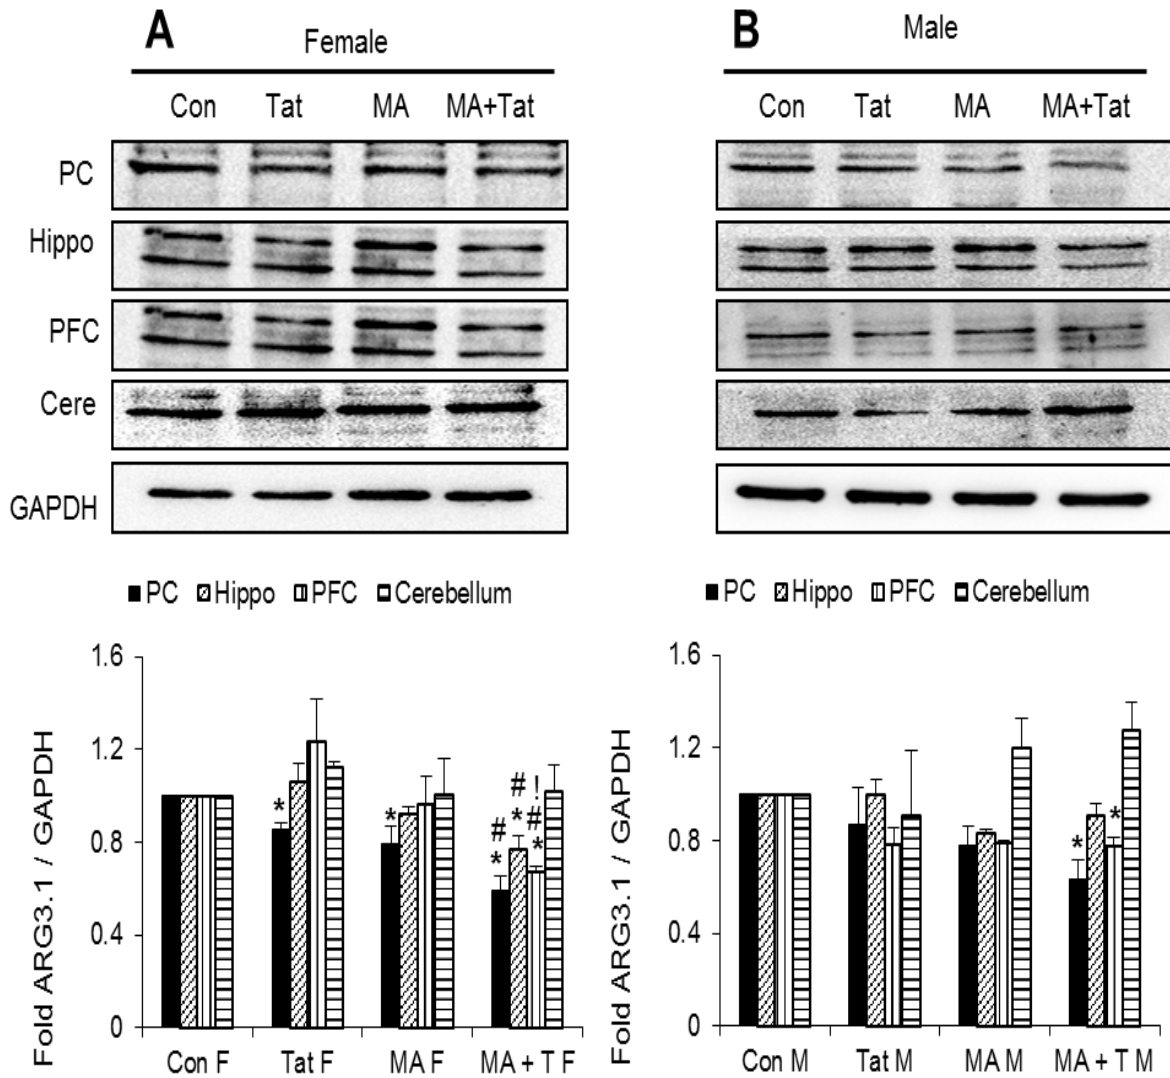 A
Female
Con Tat MA MA+Tat
PC
Hippo
PFC
Cere
GAPDH
■ PC Hippo PFC Cerebellum
Fold ARG3.1 / GAPDH
1.6
1.2
0.8
0.4
0
*
*
# *
# *
! # *
Con F Tat F MA F MA + T F
B
Male
Con Tat MA MA+Tat
PC Hippo PFC Cerebellum
Fold ARG3.1 / GAPDH
1.6
1.2
0.8
0.4
0
*
*
Con M Tat M MA M MA + T M